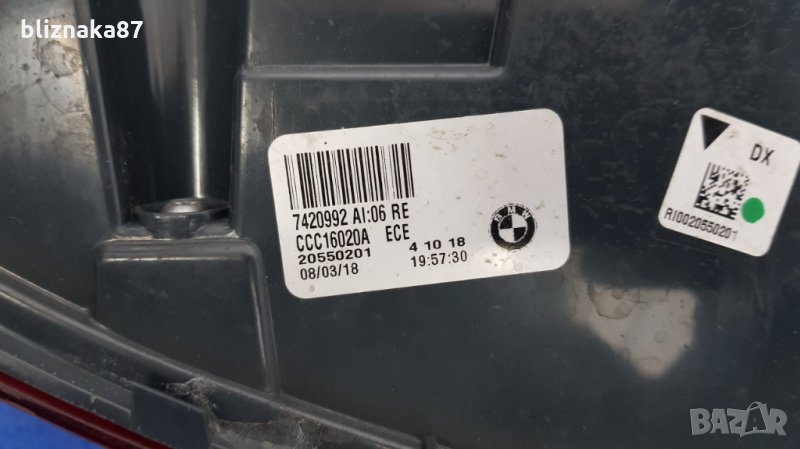 bliznaka87
7420992 AI:06 RE
CCC16020A ECE
20550201 4 10 18
08/03/18 19:57:30
BMW
DX
RI0020550201
BAZAR